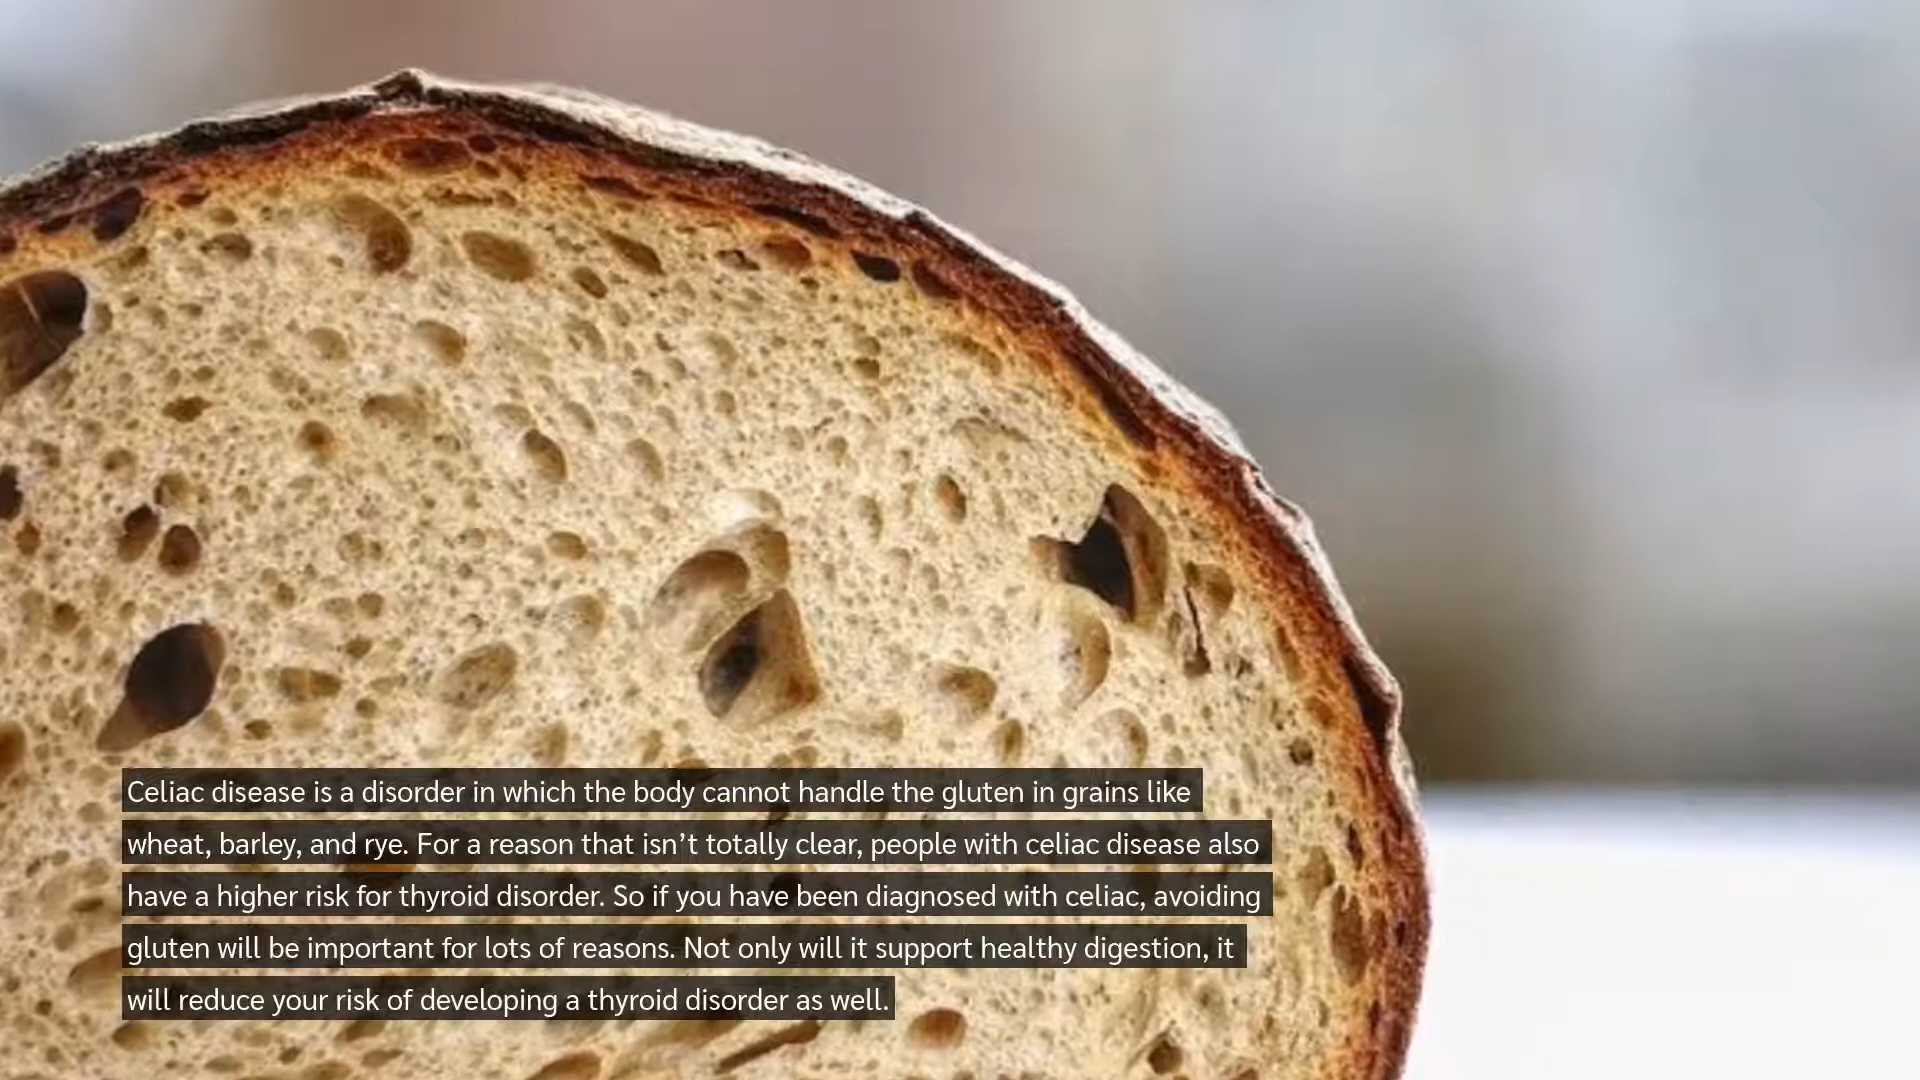 Celiac disease is a disorder in which the body cannot handle the gluten in grains like
wheat, barley, and rye. For a reason that isn’t totally clear, people with celiac disease also
have a higher risk for thyroid disorder. So if you have been diagnosed with celiac, avoiding
gluten will be important for lots of reasons. Not only will it support healthy digestion, it
will reduce your risk of developing a thyroid disorder as well.